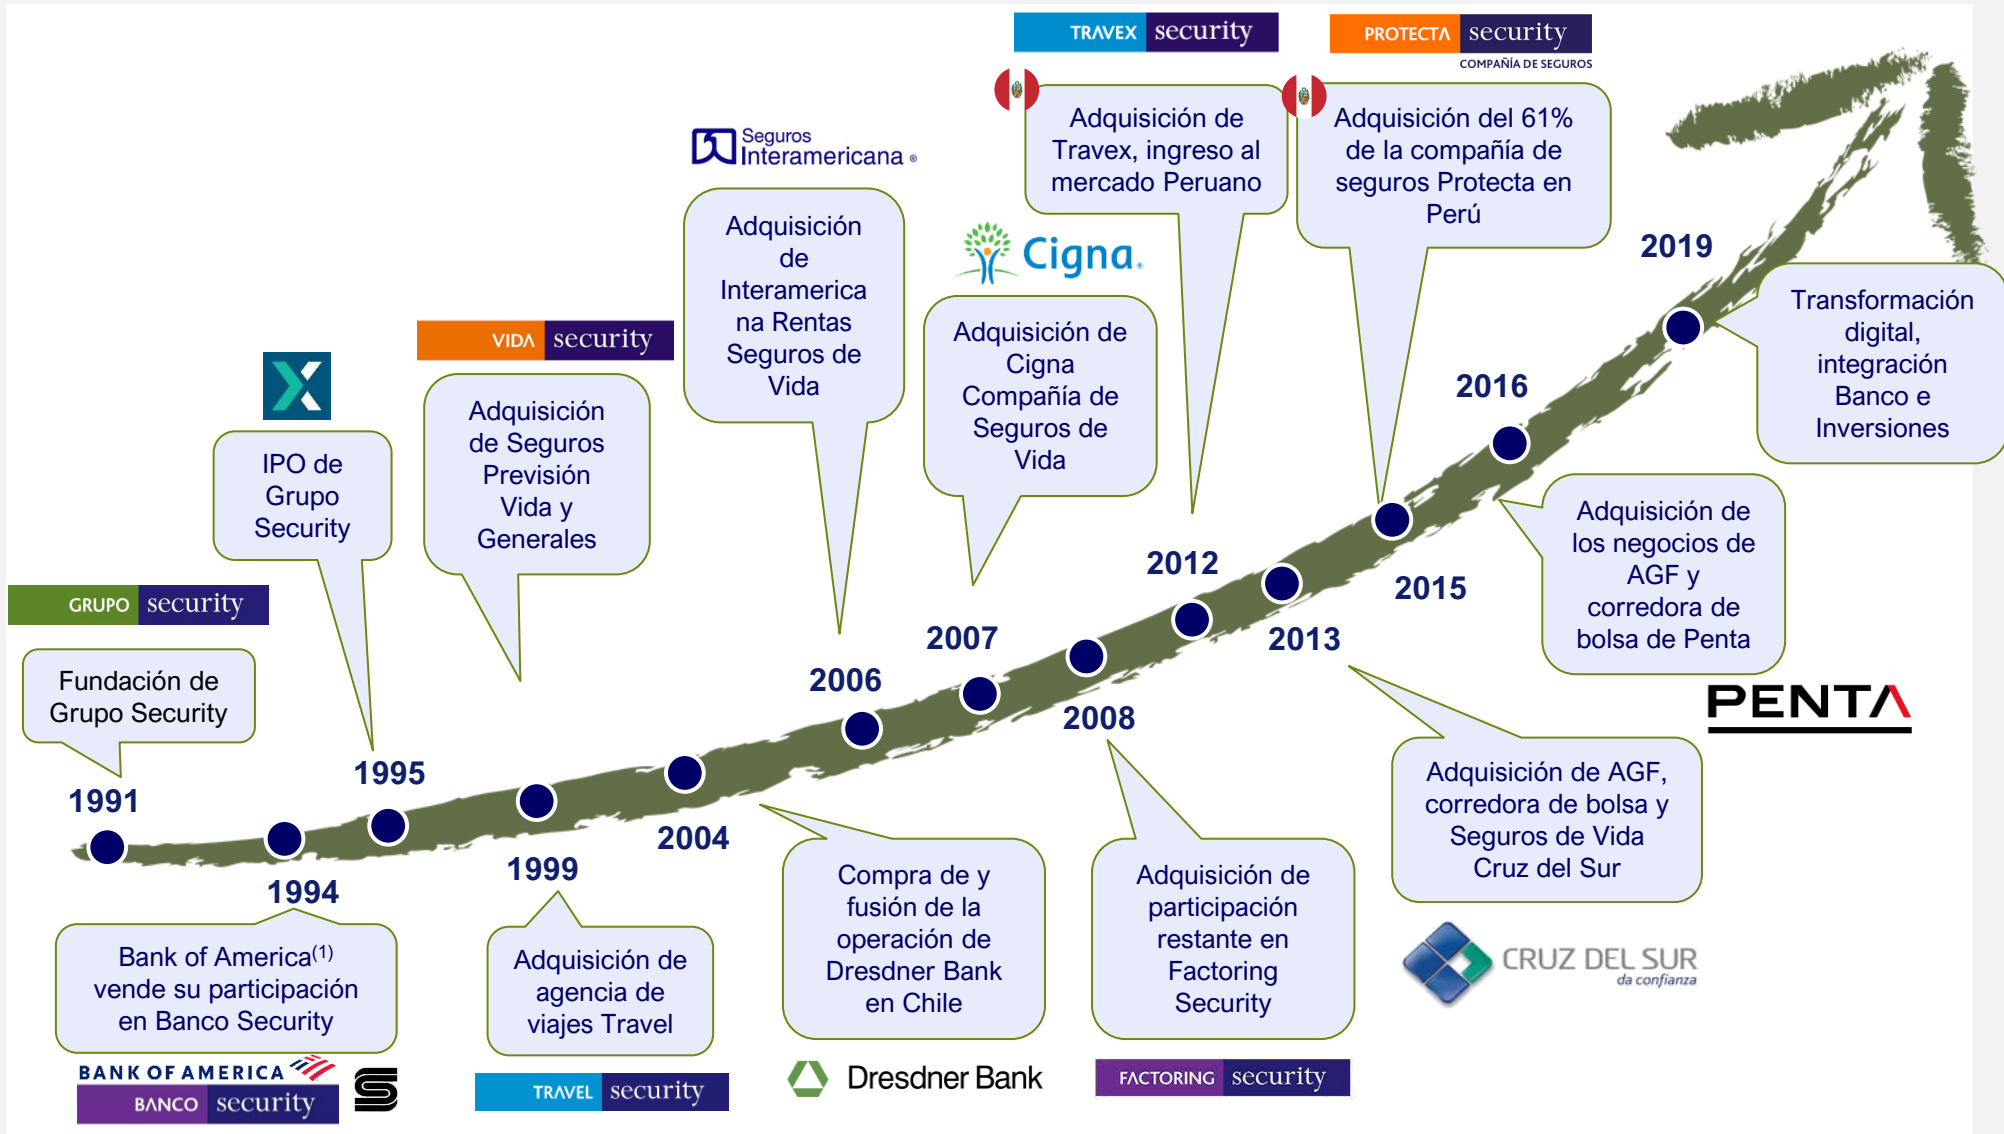 GRUPO security
Fundación de
Grupo Security
1991
1994
Bank of America(1)
vende su participación
en Banco Security
BANK OF AMERICA
BANCO security
IPO de
Grupo
Security
1995
VIDA security
Adquisición
de Seguros
Previsión
Vida y
Generales
1999
Adquisición de
agencia de
viajes Travel
TRAVEL security
2004
Compra de y
fusión de la
operación de
Dresdner Bank
en Chile
Dresdner Bank
Seguros
Interamericana ®
Adquisición
de
Interamerica
na Rentas
Seguros de
Vida
2006
Cigna®
Adquisición de
Cigna
Compañía de
Seguros de
Vida
2007
2008
Adquisición de
participación
restante en
Factoring
Security
FACTORING security
TRAVEX security
Adquisición de
Travex, ingreso al
mercado Peruano
2012
2013
Adquisición de AGF,
corredora de bolsa y
Seguros de Vida
Cruz del Sur
CRUZ DEL SUR
da confianza
PROTECTA security
COMPAÑÍA DE SEGUROS
Adquisición del 61%
de la compañía de
seguros Protecta en
Perú
2015
2016
Adquisición de
los negocios de
AGF y
corredora de
bolsa de Penta
PENTA
2019
Transformación
digital,
integración
Banco e
Inversiones